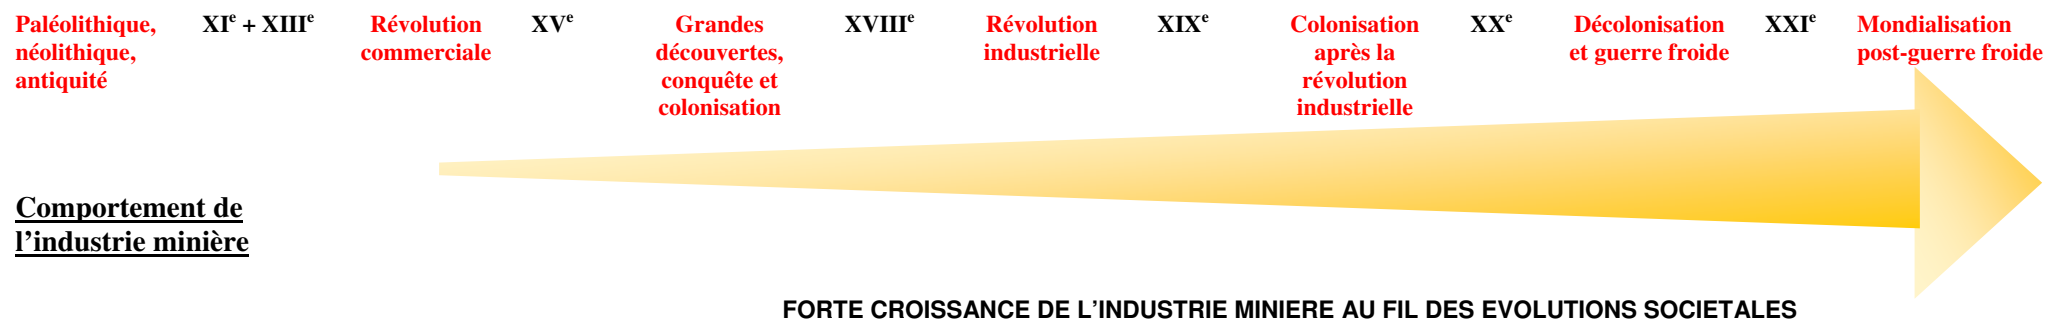 Paléolithique,
néolithique,
antiquité
XIe + XIIIe
Révolution
commerciale
XVe
Grandes
découvertes,
conquête et
colonisation
XVIIIe
Révolution
industrielle
XIXe
Colonisation
après la
révolution
industrielle
XXe
Décolonisation
et guerre froide
XXIe
Mondialisation
post-guerre froide
Comportement de
l’industrie minière
FORTE CROISSANCE DE L’INDUSTRIE MINIERE AU FIL DES EVOLUTIONS SOCIETALES